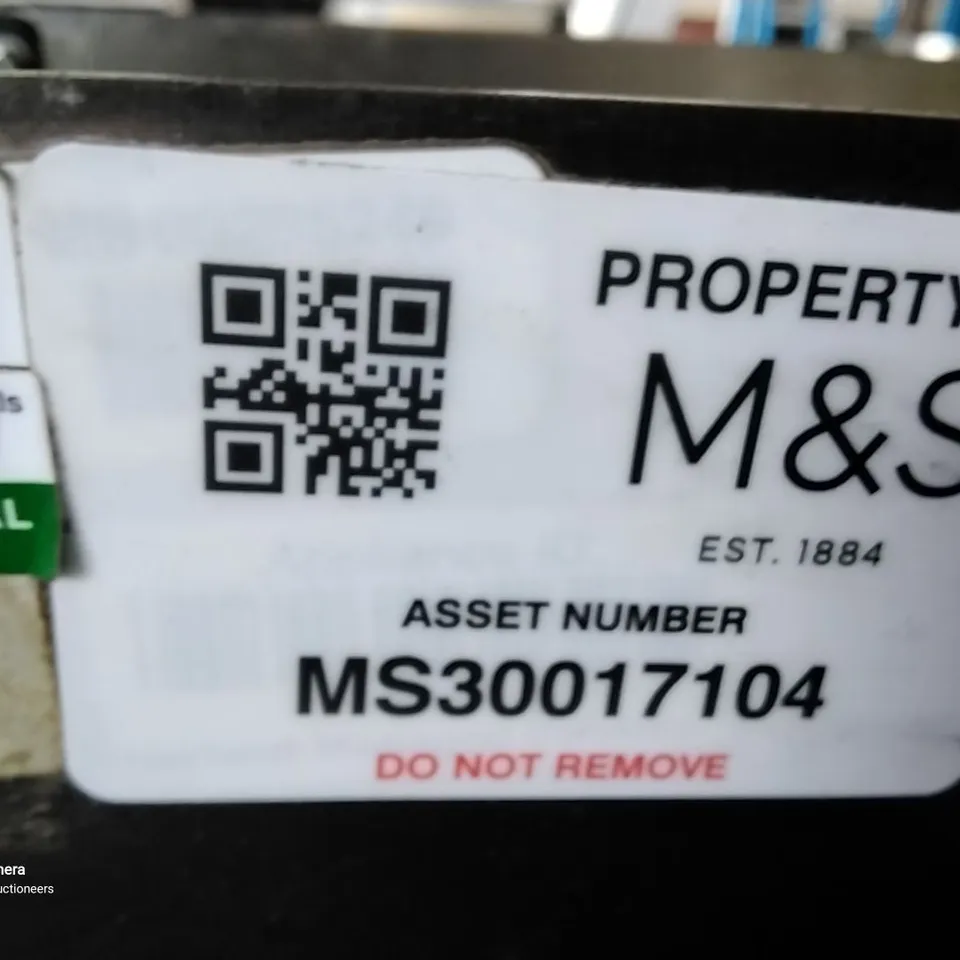 PROPERTY
M&S
EST. 1884
ASSET NUMBER
MS30017104
DO NOT REMOVE